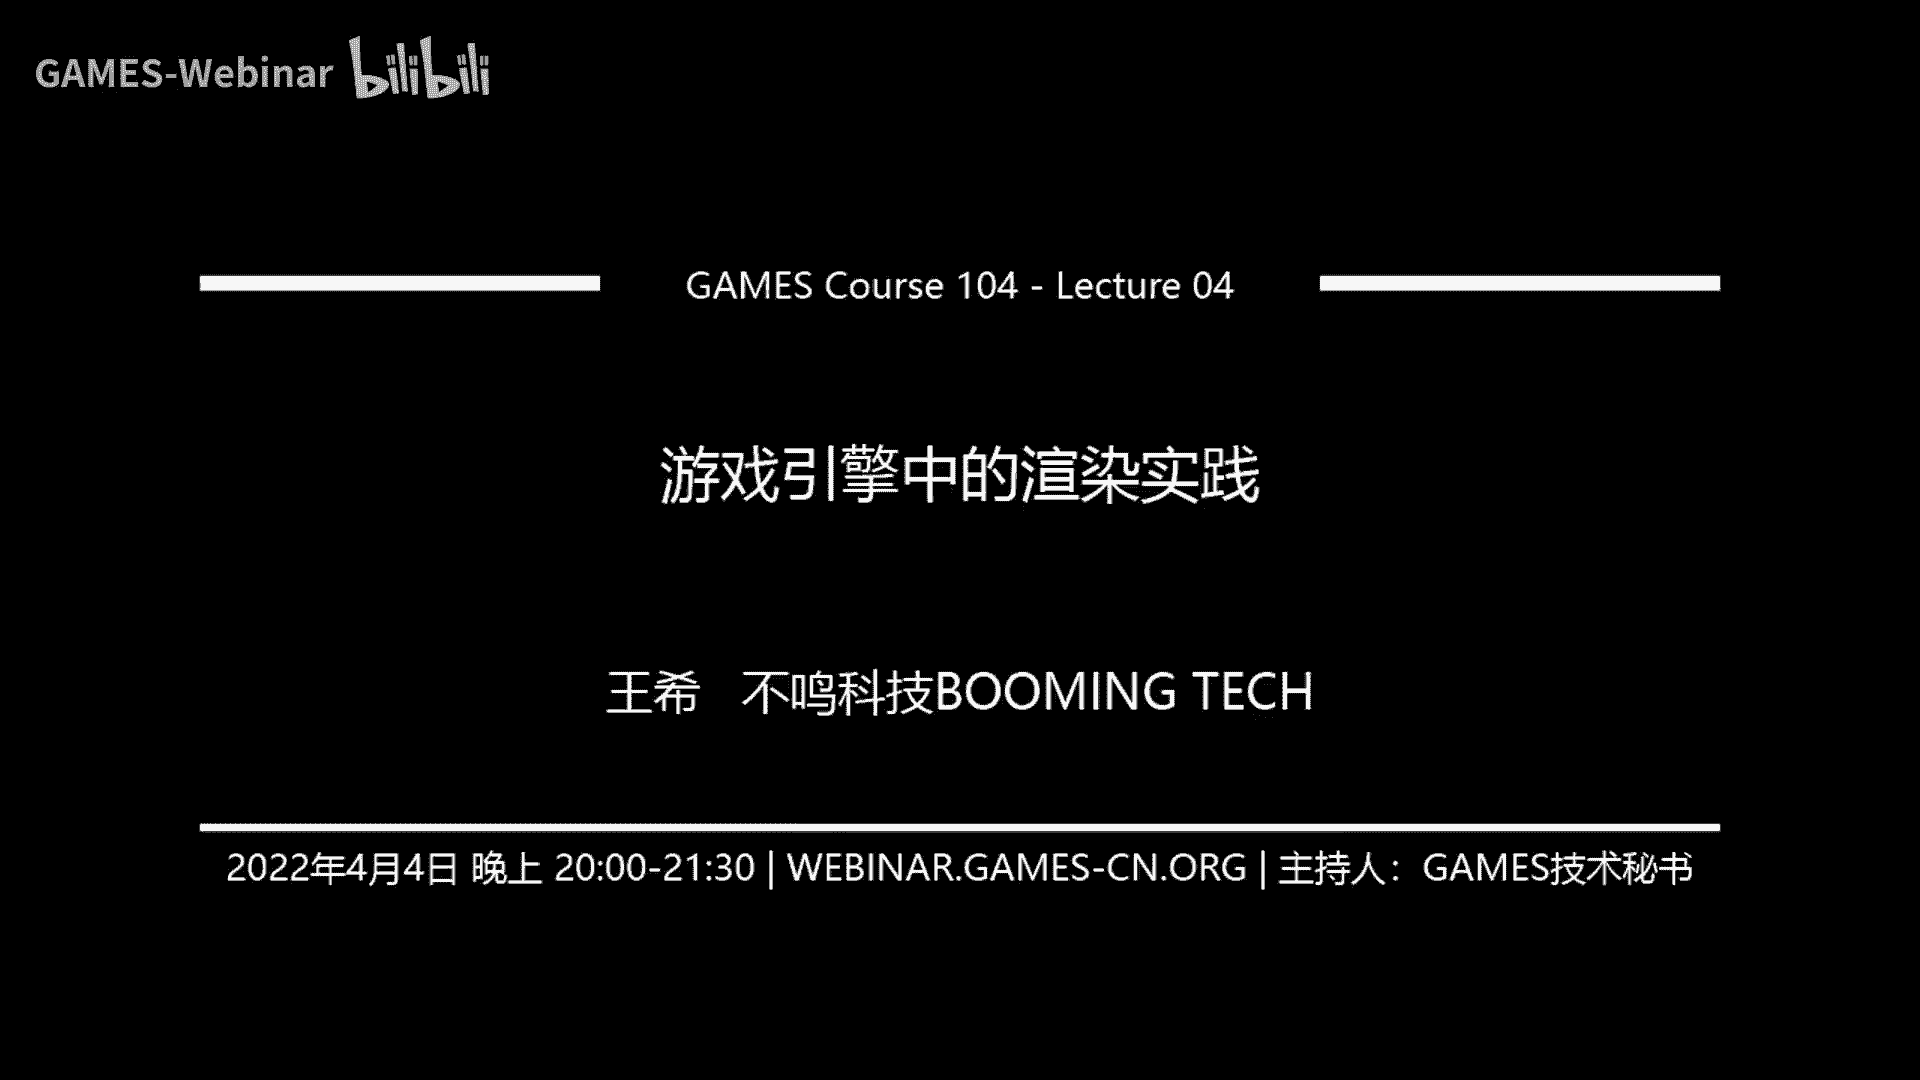 GAMES-Webinar bilibili
GAMES Course 104 - Lecture 04
游戏引擎中的渲染实践
王希 不鸣科技BOOMING TECH
2022年4月4日 晚上 20:00-21:30 | WEBINAR.GAMES-CN.ORG | 主持人：GAMES技术秘书